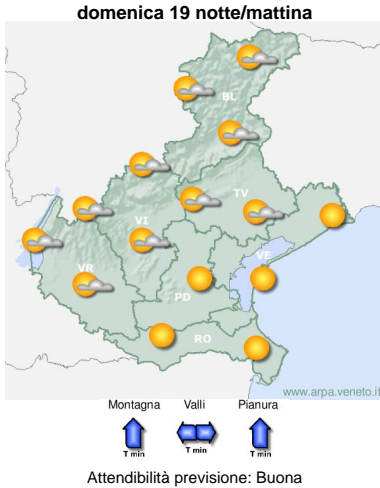 domenica 19 notte/mattina
BL
TV
VI
VE
VR
PD
RO
www.arpa.veneto.it
Montagna Valli Pianura
T min T min T min
Attendibilità previsione: Buona